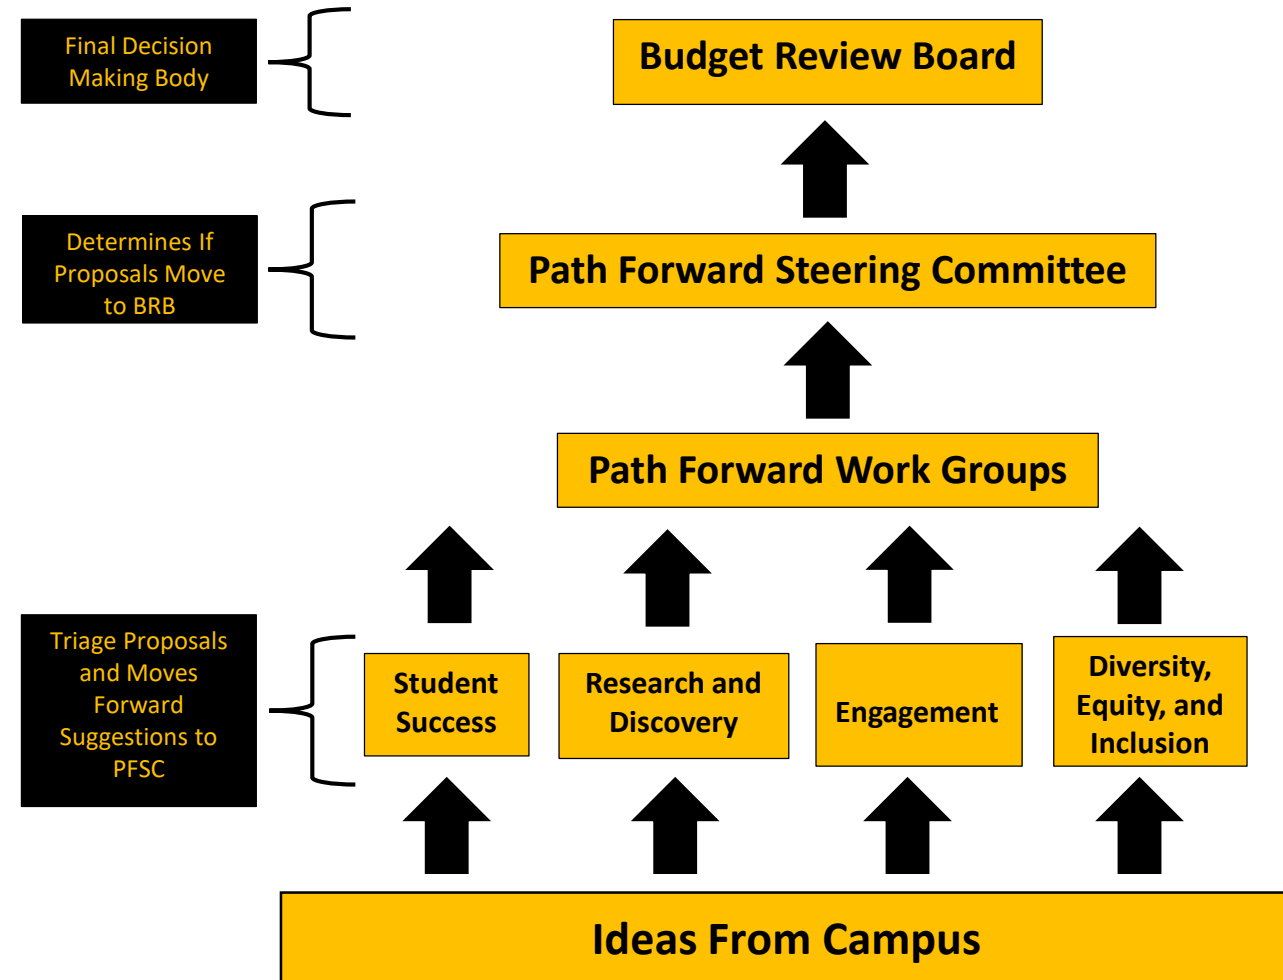 Final Decision
Making Body
Budget Review Board
Determines If
Proposals Move
to BRB
Path Forward Steering Committee
Path Forward Work Groups
Triage Proposals
and Moves
Forward
Suggestions to
PFSC
Student
Success
Research and
Discovery
Engagement
Diversity,
Equity, and
Inclusion
Ideas From Campus